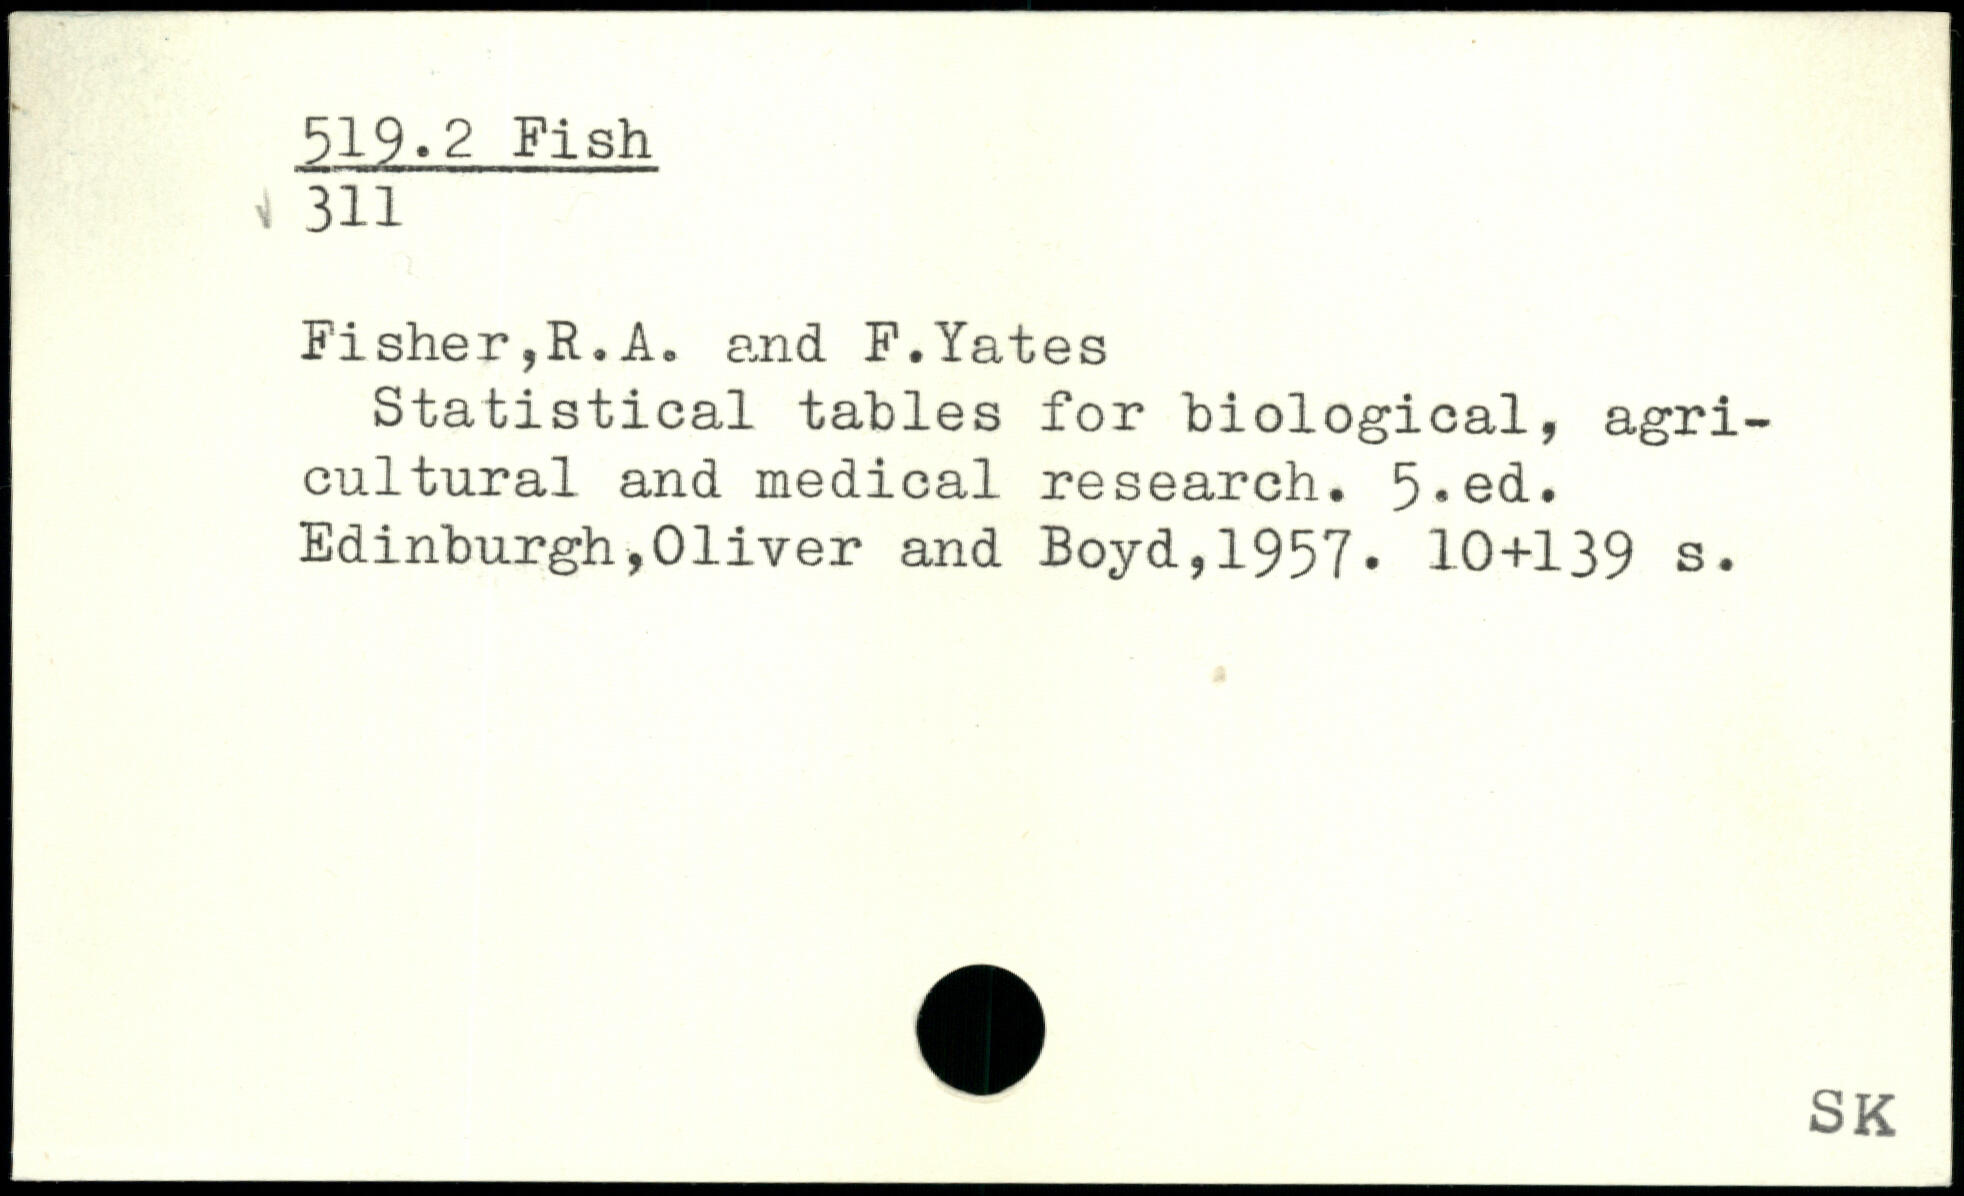 519.2 Fish
311
Fisher,R.A. and F.Yates
Statistical tables for biological, agri-
cultural and medical research. 5.ed.
Edinburgh,Oliver and Boyd,1957. 10+139 s.
SK